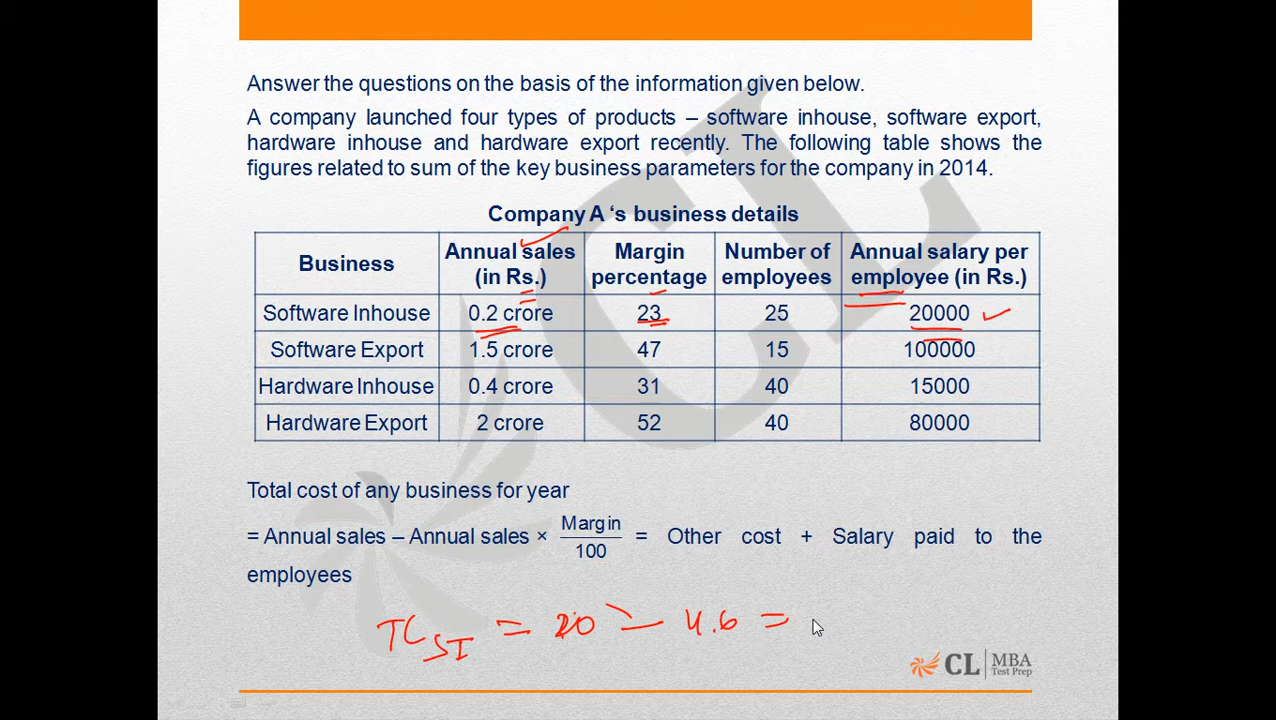 Answer the questions on the basis of the information given below.
A company launched four types of products – software inhouse, software export,
hardware inhouse and hardware export recently. The following table shows the
figures related to sum of the key business parameters for the company in 2014.
Company A 's business details
Business Annual sales (in Rs.) Margin percentage Number of employees Annual salary per employee (in Rs.)
Software Inhouse 0.2 crore 23 25 20000
Software Export 1.5 crore 47 15 100000
Hardware Inhouse 0.4 crore 31 40 15000
Hardware Export 2 crore 52 40 80000
Total cost of any business for year
= Annual sales – Annual sales × Margin/100 = Other cost + Salary paid to the
employees
TC SI = 20 – 4.6 =
CL MBA Test Prep